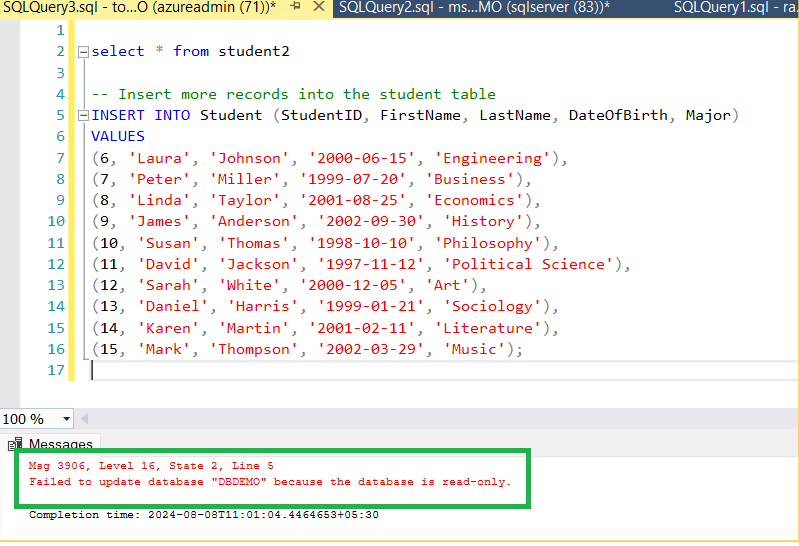 SQLQuery3.sql - to...O (azureadmin (71))* SQLQuery2.sql - ms...MO (sqlserver (83))* SQLQuery1.sql - ra
1
2 select * from student2
3
4 -- Insert more records into the student table
5 INSERT INTO Student (StudentID, FirstName, LastName, DateOfBirth, Major)
6 VALUES
7 (6, 'Laura', 'Johnson', '2000-06-15', 'Engineering'),
8 (7, 'Peter', 'Miller', '1999-07-20', 'Business'),
9 (8, 'Linda', 'Taylor', '2001-08-25', 'Economics'),
10 (9, 'James', 'Anderson', '2002-09-30', 'History'),
11 (10, 'Susan', 'Thomas', '1998-10-10', 'Philosophy'),
12 (11, 'David', 'Jackson', '1997-11-12', 'Political Science'),
13 (12, 'Sarah', 'White', '2000-12-05', 'Art'),
14 (13, 'Daniel', 'Harris', '1999-01-21', 'Sociology'),
15 (14, 'Karen', 'Martin', '2001-02-11', 'Literature'),
16 (15, 'Mark', 'Thompson', '2002-03-29', 'Music');
17
100 %
Messages
Msg 3906, Level 16, State 2, Line 5
Failed to update database "DBDEMO" because the database is read-only.
Completion time: 2024-08-08T11:01:04.4464653+05:30